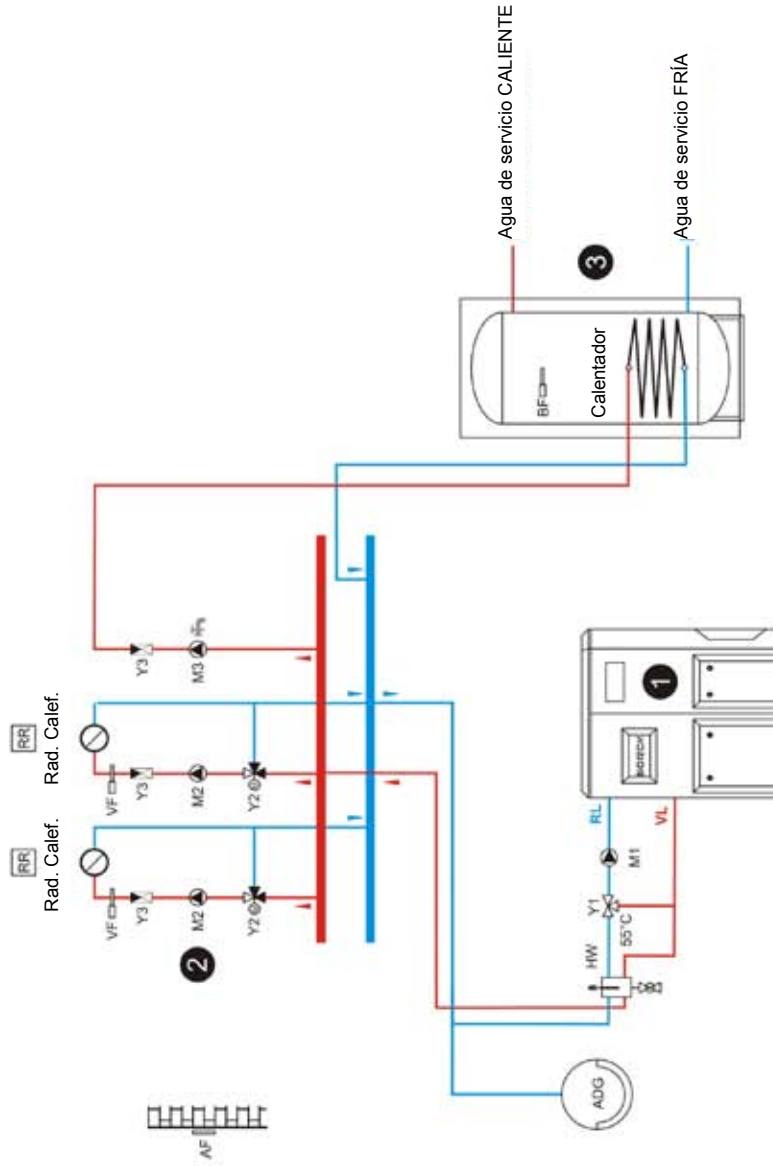 RR
Rad. Calef.
VF
Y3
M2
Y2
RR
Rad. Calef.
VF
Y3
M2
Y2
Y3
M3
2
AF
ADG
HW
55°C
Y1
M1
RL
VL
BIOTECH
1
BF
Calentador
3
Agua de servicio CALIENTE
Agua de servicio FRÍA